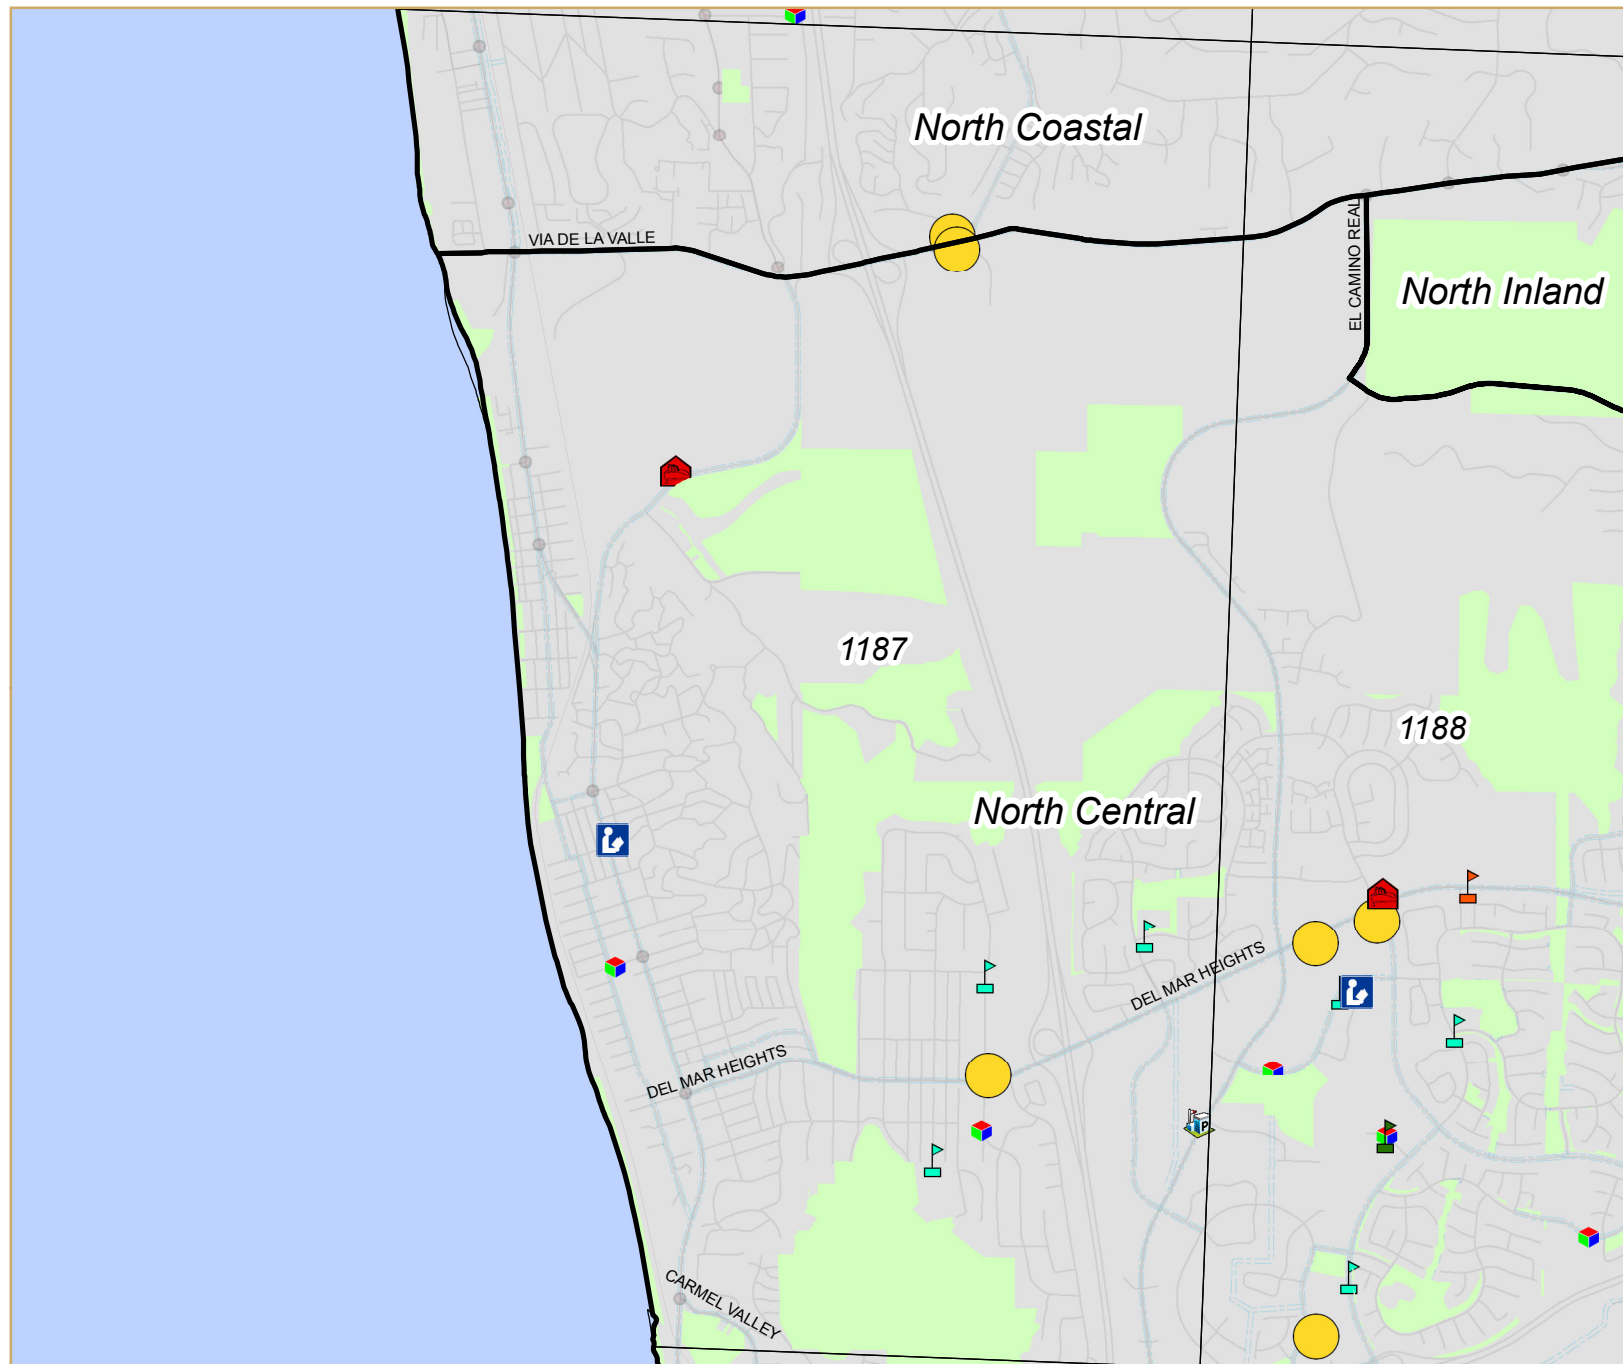 North Coastal
VIA DE LA VALLE
EL CAMINO REAL
North Inland
1187
1188
North Central
DEL MAR HEIGHTS
DEL MAR HEIGHTS
P
CARMEL VALLEY